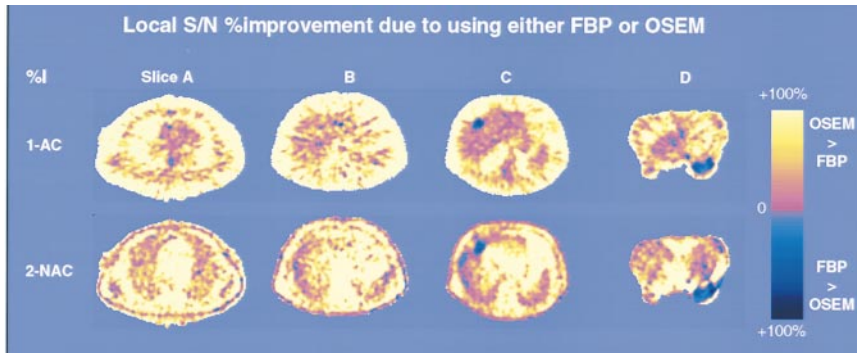 Local S/N %improvement due to using either FBP or OSEM
%I Slice A B C D
+100%
1-AC
OSEM
>
FBP
0
2-NAC
FBP
>
OSEM
+100%